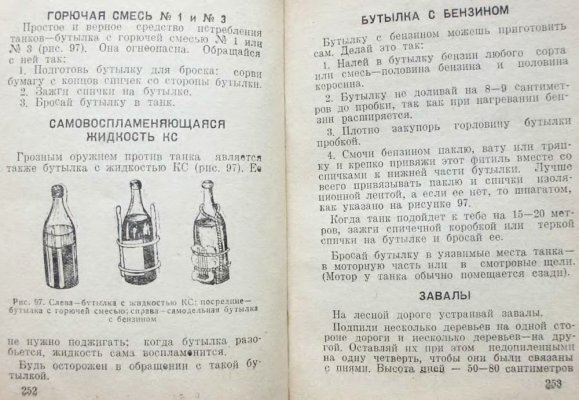 ГОРЮЧАЯ СМЕСЬ № 1 и № 3
Простое и верное средство истребления
танков—бутылка с горючей смесью № 1 или
№ 3 (рис. 97). Она огнеопасна. Обращайся
с ней так:
1. Подготовь бутылку для броска: сорви
бумагу с концов спичек со стороны бутылки.
2. Зажги спички на бутылке.
3. Бросай бутылку в танк.
САМОВОСПЛАМЕНЯЮЩАЯСЯ
ЖИДКОСТЬ КС
Грозным оружием против танка является
также бутылка с жидкостью КС (рис. 97). Ее
Рис. 97. Слева—бутылка с жидкостью КС; посредине—
бутылка с горючей смесью; справа—самодельная бутылка
с бензином
не нужно поджигать: когда бутылка разо-
бьется, жидкость сама воспламенится.
Будь осторожен в обращении с такой бу-
тылкой.
252
БУТЫЛКА С БЕНЗИНОМ
Бутылку с бензином можешь приготовить
сам. Делай это так:
1. Налей в бутылку бензин любого сорта
или смесь—половина бензина и половина
керосина.
2. Бутылку не доливай на 8—9 сантимет-
ров до пробки, так как при нагревании бен-
зин расширяется.
3. Плотно закупорь горловину бутылки
пробкой.
4. Смочи бензином паклю, вату или тряп-
ку и крепко привяжи этот фитиль вместе со
спичками к нижней части бутылки. Лучше
всего привязывать паклю и спички изоля-
ционной лентой, а если ее нет, то, шпагатом,
как указано на рисунке 97.
Когда танк подойдет к тебе на 15—20 мет-
ров, зажги спичечной коробкой или теркой
спички на бутылке и бросай ее.
Бросай бутылку в уязвимые места танка—
в моторную часть или в смотровые щели.
(Мотор у танка обычно помещается сзади).
ЗАВАЛЫ
На лесной дороге устраивай завалы.
Подпили несколько деревьев на одной сто-
роне дороги и несколько деревьев—на дру-
гой. Оставляй их при этом недопиленными
на одну четверть, чтобы они были связаны
с пнями. Высота пней — 50—80 сантиметров
253